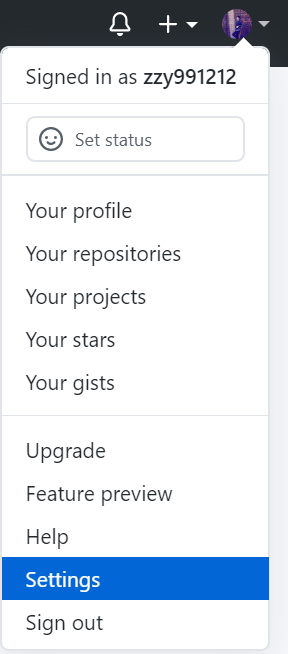 Signed in as zzy991212
Set status
Your profile
Your repositories
Your projects
Your stars
Your gists
Upgrade
Feature preview
Help
Settings
Sign out